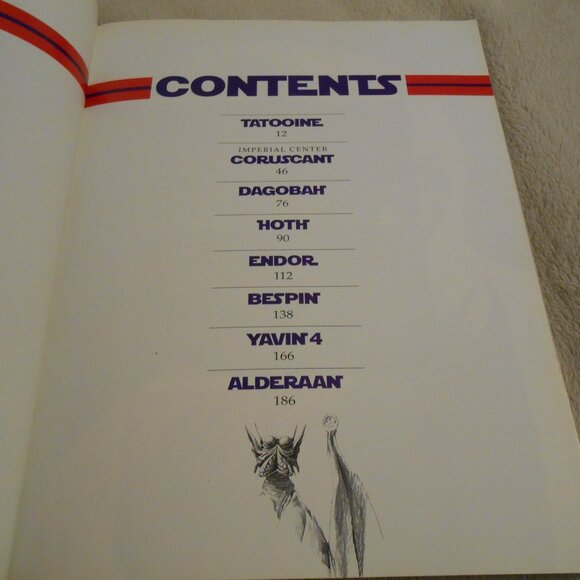 CONTENTS
TATOOINE
12
IMPERIAL CENTER
CORUSCANT
46
DAGOBAH
76
HOTH
90
ENDOR
112
BESPIN
138
YAVIN 4
166
ALDERAAN
186